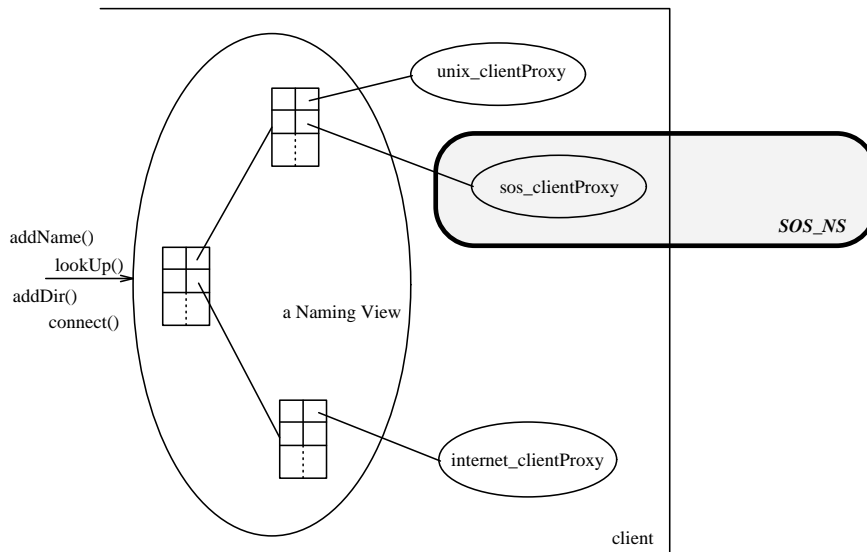 unix_clientProxy
sos_clientProxy
SOS_NS
addName()
lookUp()
addDir()
connect()
a Naming View
internet_clientProxy
client